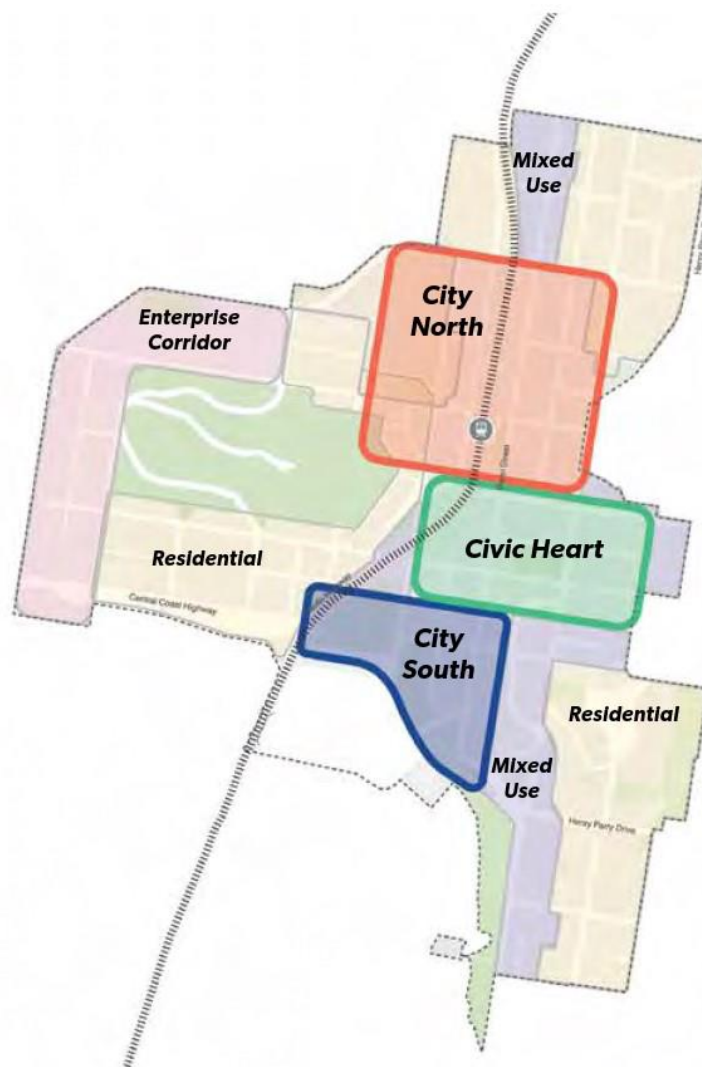 Mixed
Use
City
North
Enterprise
Corridor
Civic Heart
Residential
Central Coast Highway
City
South
Residential
Mixed
Use
Henry Parry Drive